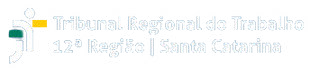 Tribunal Regional do Trabalho
12ª Região | Santa Catarina